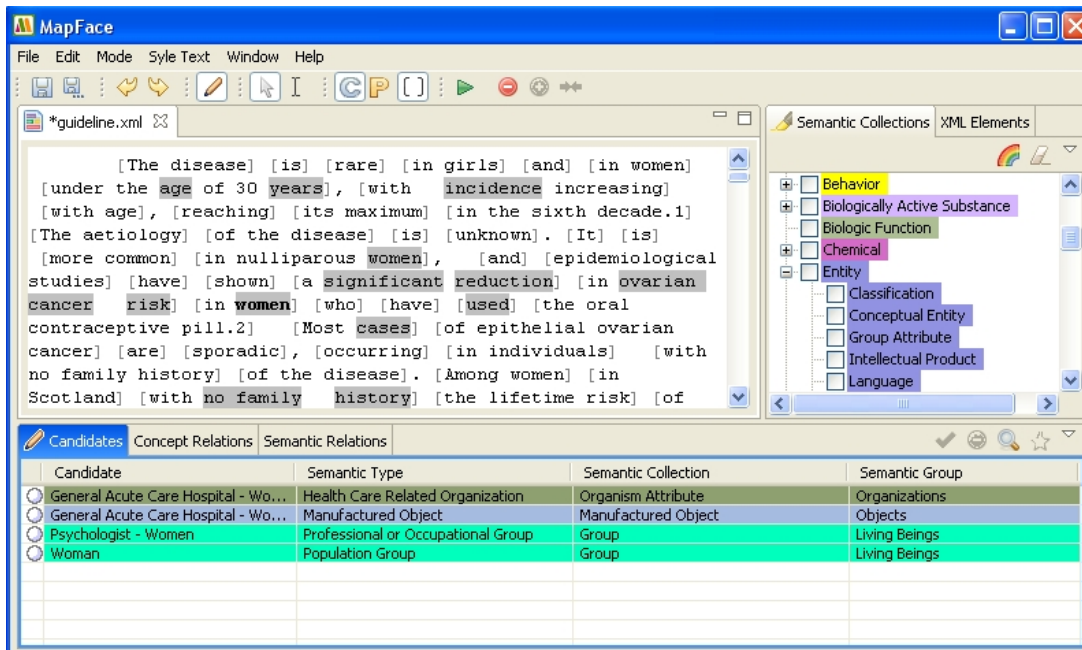 MapFace
File Edit Mode Syle Text Window Help
*guideline.xml
[The disease] [is] [rare] [in girls] [and] [in women]
[under the age of 30 years], [with incidence increasing]
[with age], [reaching] [its maximum] [in the sixth decade.1]
[The aetiology] [of the disease] [is] [unknown]. [It] [is]
[more common] [in nulliparous women], [and] [epidemiological
studies] [have] [shown] [a significant reduction] [in ovarian
cancer risk] [in women] [who] [have] [used] [the oral
contraceptive pill.2] [Most cases] [of epithelial ovarian
cancer] [are] [sporadic], [occurring] [in individuals] [with
no family history] [of the disease]. [Among women] [in
Scotland] [with no family history] [the lifetime risk] [of
Semantic Collections XML Elements
Behavior
Biologically Active Substance
Biologic Function
Chemical
Entity
Classification
Conceptual Entity
Group Attribute
Intellectual Product
Language
Candidates Concept Relations Semantic Relations
Candidate Semantic Type Semantic Collection Semantic Group
General Acute Care Hospital - Wo... Health Care Related Organization Organism Attribute Organizations
General Acute Care Hospital - Wo... Manufactured Object Manufactured Object Objects
Psychologist - Women Professional or Occupational Group Group Living Beings
Woman Population Group Group Living Beings